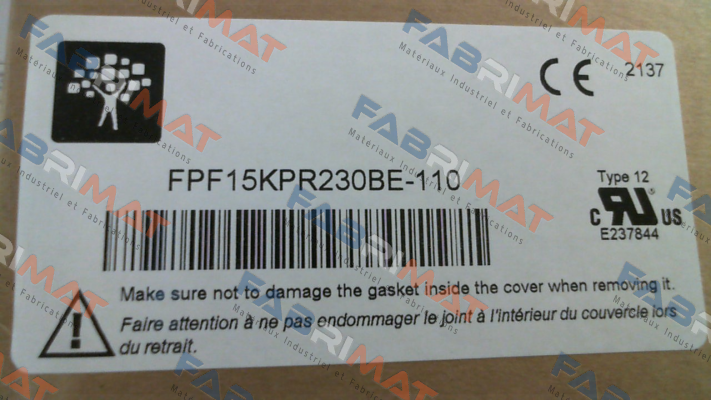 CE 2137
FPF15KPR230BE-110
Type 12
C UR ® US
E237844
Make sure not to damage the gasket inside the cover when removing it.
Faire attention à ne pas endommager le joint à l'intérieur du couvercle lors
du retrait.
FABRIMAT
Materiaux Industriel et Fabrications